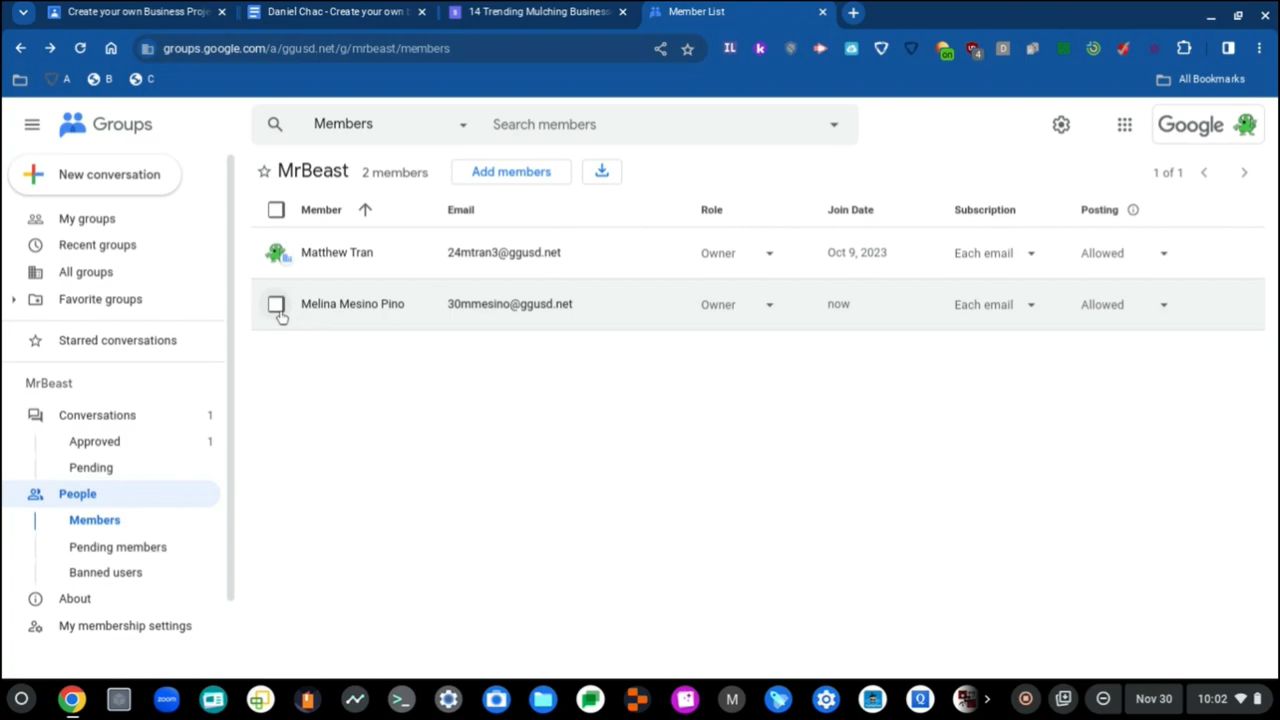 Create your own Business Proje
Daniel Chac - Create your own b
14 Trending Mulching Business
Member List
groups.google.com/a/ggusd.net/g/mrbeast/members
IL
k
on
4
D
A
B
C
All Bookmarks
Groups
Members
Search members
Google
New conversation
MrBeast
2 members
Add members
1 of 1
Member
Email
Role
Join Date
Subscription
Posting
Matthew Tran
24mtran3@ggusd.net
Owner
Oct 9, 2023
Each email
Allowed
Melina Mesino Pino
30mmesino@ggusd.net
Owner
now
Each email
Allowed
My groups
Recent groups
All groups
Favorite groups
Starred conversations
MrBeast
Conversations 1
Approved 1
Pending
People
Members
Pending members
Banned users
About
My membership settings
zoom
M
Q
Nov 30
10:02